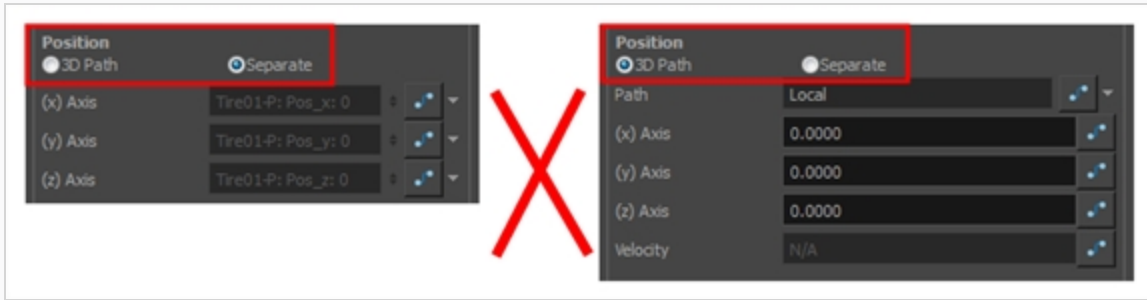 Position
3D Path Separate
(x) Axis Tire01-P: Pos_x: 0
(y) Axis Tire01-P: Pos_y: 0
(z) Axis Tire01-P: Pos_z: 0
Position
3D Path Separate
Path Local
(x) Axis 0.0000
(y) Axis 0.0000
(z) Axis 0.0000
Velocity N/A